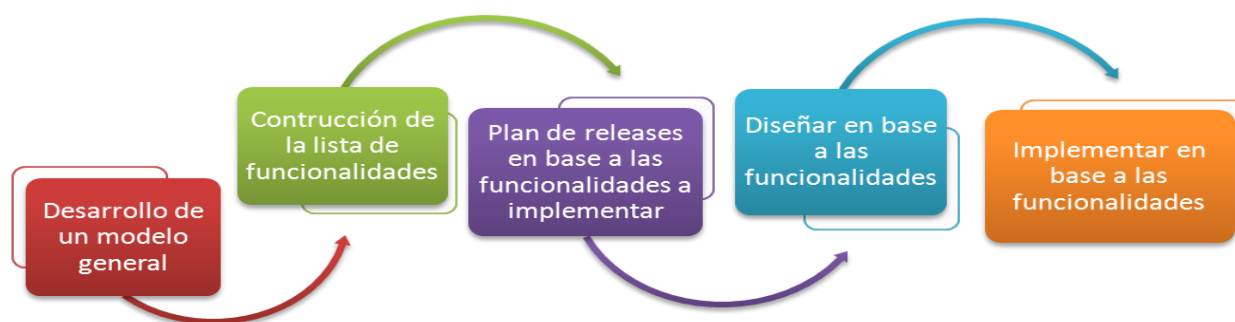 Desarrollo de
un modelo
general
Contrucción de
la lista de
funcionalidades
Plan de releases
en base a las
funcionalidades a
implementar
Diseñar en base
a las
funcionalidades
Implementar en
base a las
funcionalidades